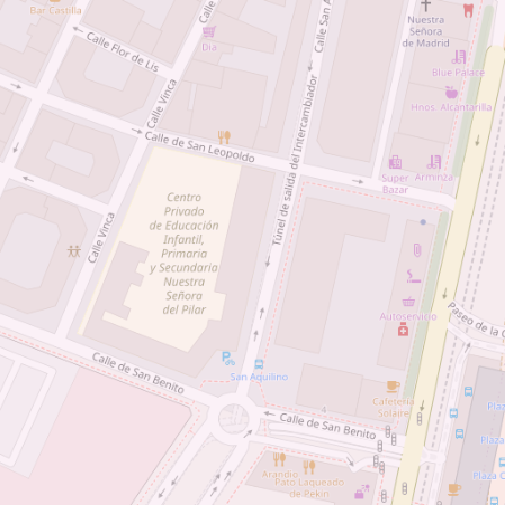 Bar Castilla
Calle Flor de Lis
Día
Calle
Calle San A
Nuestra
Señora
de Madrid
Blue Palace
Hnos. Alcantarilla
Calle Vinca
Calle de San Leopoldo
Túnel de salida del Intercambiador
Super
Bazar
Arminza
Centro
Privado
de Educación
Infantil,
Primaria
y Secundaria
Nuestra
Señora
del Pilar
Calle Vinca
Autoservicio
Paseo de la
Calle de San Benito
San Aquilino
Cafetería
Solaire
Calle de San Benito
Plaz
Plaza
Plaza C
Pato Laqueado
de Pekín